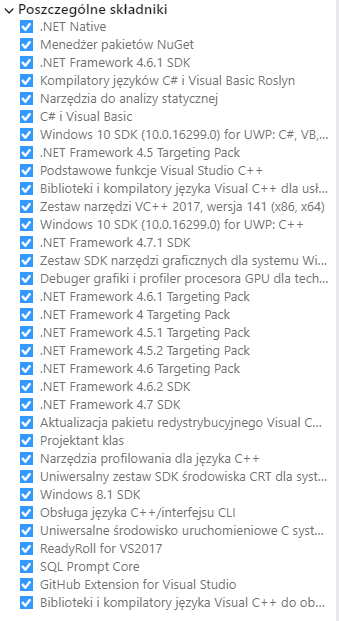 Poszczególne składniki
.NET Native
Menedżer pakietów NuGet
.NET Framework 4.6.1 SDK
Kompilatory języków C# i Visual Basic Roslyn
Narzędzia do analizy statycznej
C# i Visual Basic
Windows 10 SDK (10.0.16299.0) for UWP: C#, VB,...
.NET Framework 4.5 Targeting Pack
Podstawowe funkcje Visual Studio C++
Biblioteki i kompilatory języka Visual C++ dla usł...
Zestaw narzędzi VC++ 2017, wersja 141 (x86, x64)
Windows 10 SDK (10.0.16299.0) for UWP: C++
.NET Framework 4.7.1 SDK
Zestaw SDK narzędzi graficznych dla systemu Wi...
Debuger grafiki i profiler procesora GPU dla tech...
.NET Framework 4.6.1 Targeting Pack
.NET Framework 4 Targeting Pack
.NET Framework 4.5.1 Targeting Pack
.NET Framework 4.5.2 Targeting Pack
.NET Framework 4.6 Targeting Pack
.NET Framework 4.6.2 SDK
.NET Framework 4.7 SDK
Aktualizacja pakietu redystrybucyjnego Visual C...
Projektant klas
Narzędzia profilowania dla języka C++
Uniwersalny zestaw SDK środowiska CRT dla syst...
Windows 8.1 SDK
Obsługa języka C++/interfejsu CLI
Uniwersalne środowisko uruchomieniowe C syst...
ReadyRoll for VS2017
SQL Prompt Core
GitHub Extension for Visual Studio
Biblioteki i kompilatory języka Visual C++ do ob...